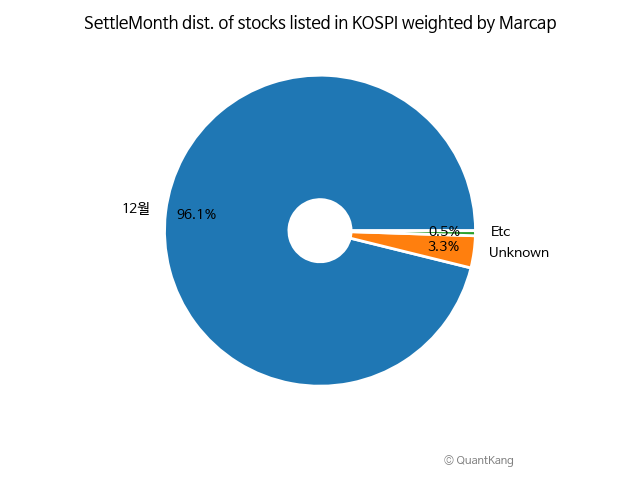 SettleMonth dist. of stocks listed in KOSPI weighted by Marcap
12월
96.1%
0.5%
Etc
3.3%
Unknown
© QuantKang